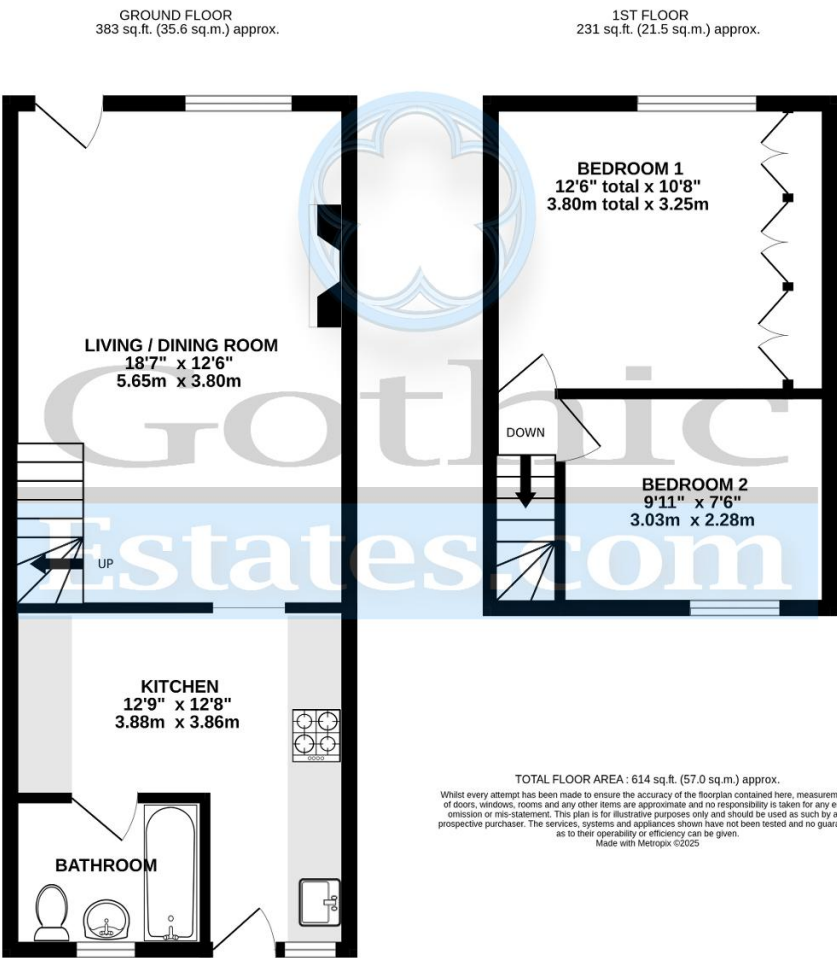 GROUND FLOOR
383 sq.ft. (35.6 sq.m.) approx.
1ST FLOOR
231 sq.ft. (21.5 sq.m.) approx.
BEDROOM 1
12'6" total x 10'8"
3.80m total x 3.25m
LIVING / DINING ROOM
18'7" x 12'6"
5.65m x 3.80m
Gothic
DOWN
BEDROOM 2
9'11" x 7'6"
3.03m x 2.28m
Estates.com
UP
KITCHEN
12'9" x 12'8"
3.88m x 3.86m
BATHROOM
TOTAL FLOOR AREA : 614 sq.ft. (57.0 sq.m.) approx.
Whilst every attempt has been made to ensure the accuracy of the floorplan contained here, measurem
of doors, windows, rooms and any other items are approximate and no responsibility is taken for any e
omission or mis-statement. This plan is for illustrative purposes only and should be used as such by a
prospective purchaser. The services, systems and appliances shown have not been tested and no guara
as to their operability or efficiency can be given.
Made with Metropix ©2025